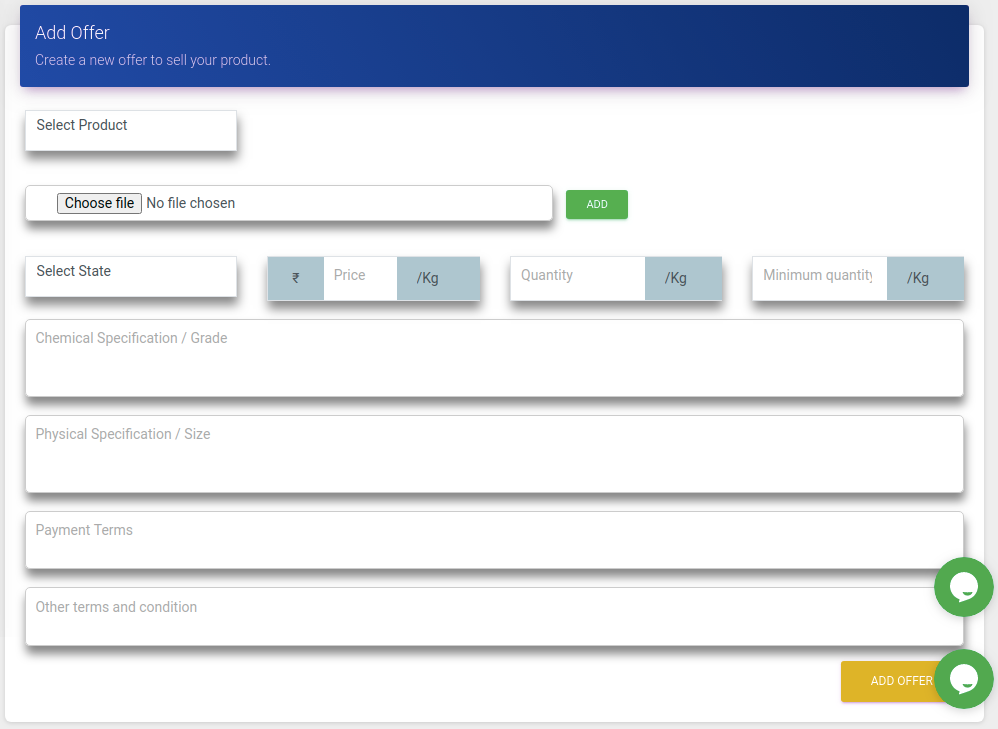 Add Offer
Create a new offer to sell your product.
Select Product
Choose file No file chosen ADD
Select State ₹ Price /Kg Quantity /Kg Minimum quantity /Kg
Chemical Specification / Grade
Physical Specification / Size
Payment Terms
Other terms and condition
ADD OFFER